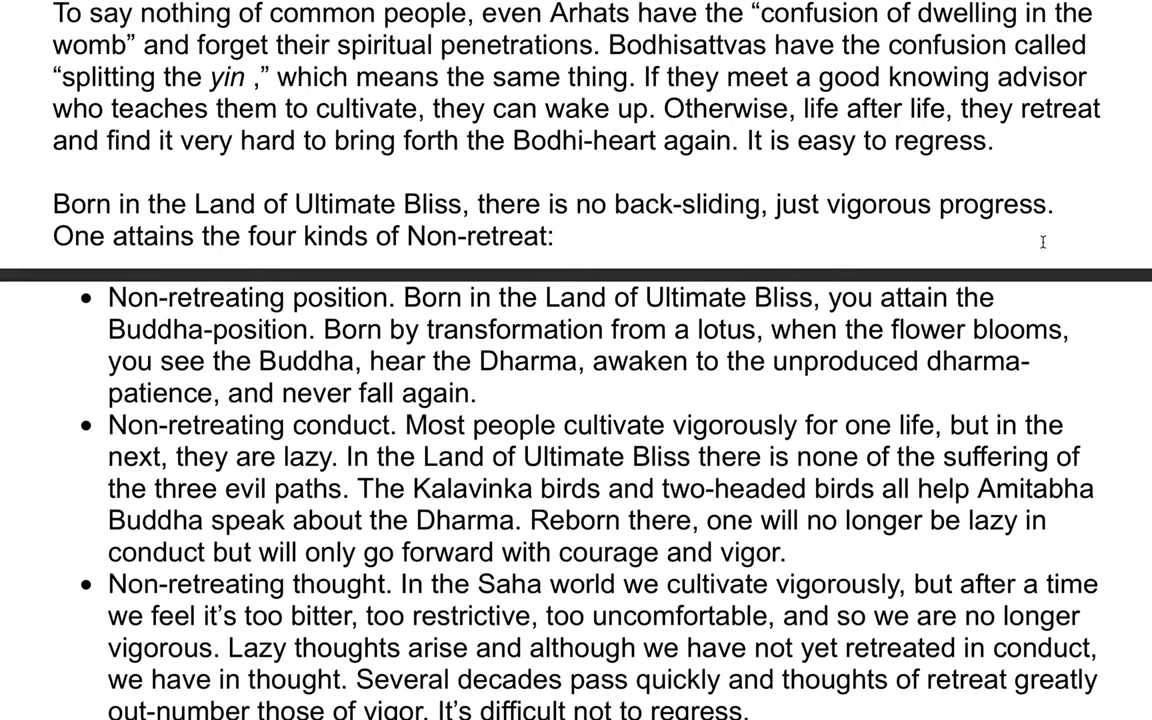 To say nothing of common people, even Arhats have the “confusion of dwelling in the
womb” and forget their spiritual penetrations. Bodhisattvas have the confusion called
“splitting the yin ,” which means the same thing. If they meet a good knowing advisor
who teaches them to cultivate, they can wake up. Otherwise, life after life, they retreat
and find it very hard to bring forth the Bodhi-heart again. It is easy to regress.
Born in the Land of Ultimate Bliss, there is no back-sliding, just vigorous progress.
One attains the four kinds of Non-retreat:
• Non-retreating position. Born in the Land of Ultimate Bliss, you attain the
Buddha-position. Born by transformation from a lotus, when the flower blooms,
you see the Buddha, hear the Dharma, awaken to the unproduced dharma-
patience, and never fall again.
• Non-retreating conduct. Most people cultivate vigorously for one life, but in the
next, they are lazy. In the Land of Ultimate Bliss there is none of the suffering of
the three evil paths. The Kalavinka birds and two-headed birds all help Amitabha
Buddha speak about the Dharma. Reborn there, one will no longer be lazy in
conduct but will only go forward with courage and vigor.
• Non-retreating thought. In the Saha world we cultivate vigorously, but after a time
we feel it’s too bitter, too restrictive, too uncomfortable, and so we are no longer
vigorous. Lazy thoughts arise and although we have not yet retreated in conduct,
we have in thought. Several decades pass quickly and thoughts of retreat greatly
out-number those of vigor. It’s difficult not to regress.